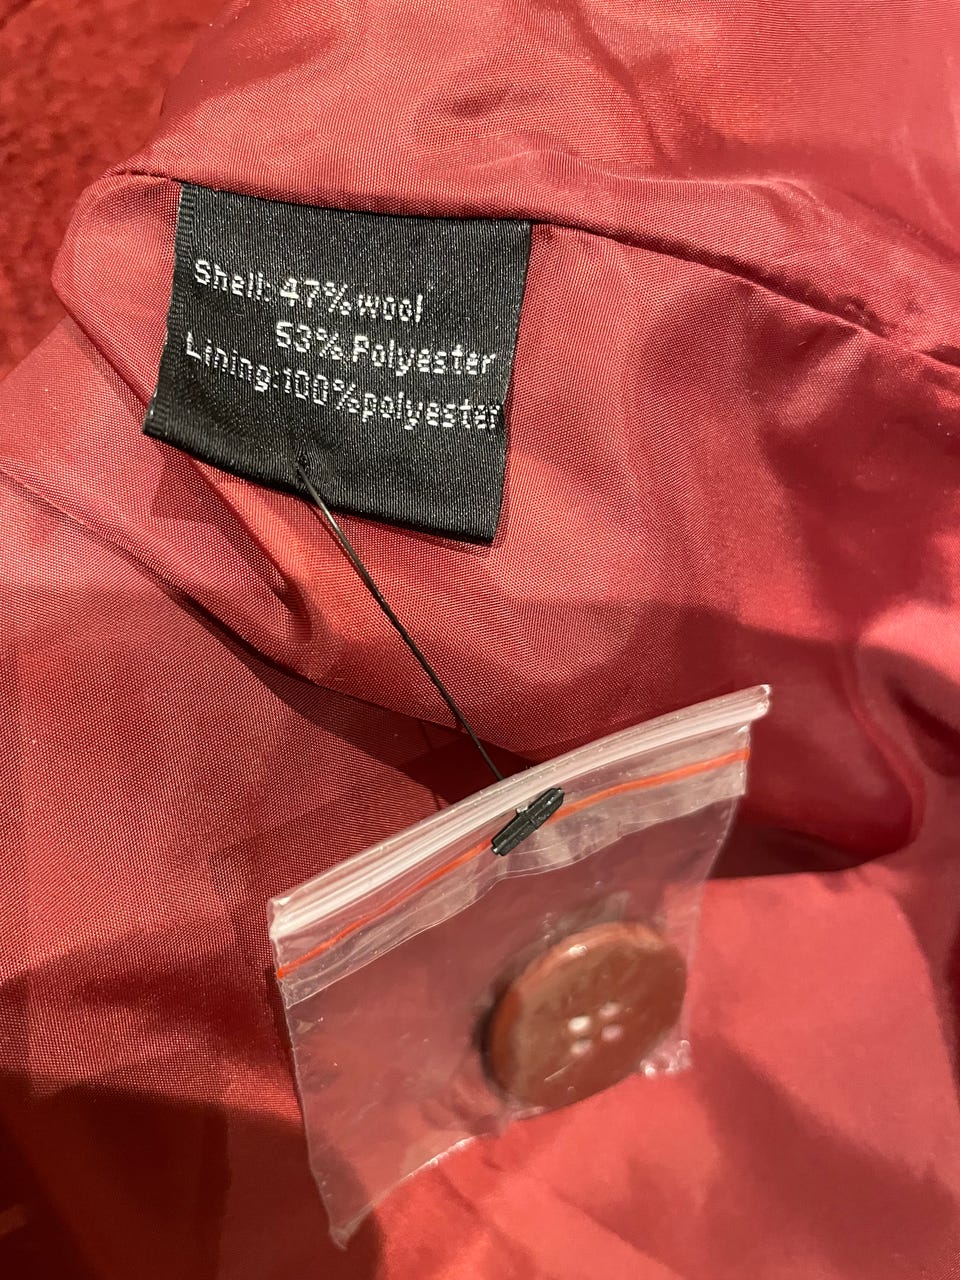 Shell: 47%wool
53% Polyester
Lining:100%polyester